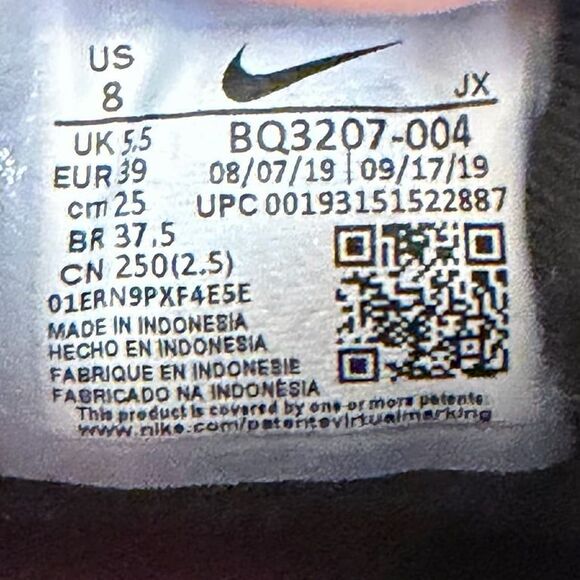 US
8
JX
UK 5.5
EUR 39
cm 25
BR 37.5
CN 250(2.5)
BQ3207-004
08/07/19 | 09/17/19
UPC 00193151522887
01ERN9PXF4E5E
MADE IN INDONESIA
HECHO EN INDONESIA
FABRIQUE EN INDONESIE
FABRICADO NA INDONÉSIA
This product is covered by one or more patents
www.nike.com/patentsvirtualmarking